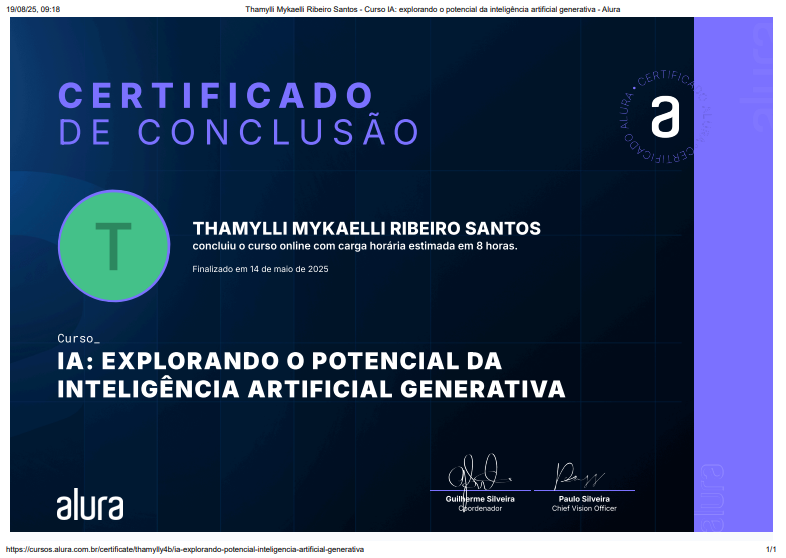 19/08/25, 09:18
Thamylli Mykaelli Ribeiro Santos - Curso IA: explorando o potencial da inteligência artificial generativa - Alura
CERTIFICADO
DE CONCLUSÃO
CERTIFICADO ALURA • CERTIFICADO ALURA
a
alura
T
THAMYLLI MYKAELLI RIBEIRO SANTOS
concluiu o curso online com carga horária estimada em 8 horas.
Finalizado em 14 de maio de 2025
Curso_
IA: EXPLORANDO O POTENCIAL DA
INTELIGÊNCIA ARTIFICIAL GENERATIVA
alura
Guilherme Silveira
Coordenador
Paulo Silveira
Chief Vision Officer
alura
https://cursos.alura.com.br/certificate/thamylly4b/ia-explorando-potencial-inteligencia-artificial-generativa
1/1